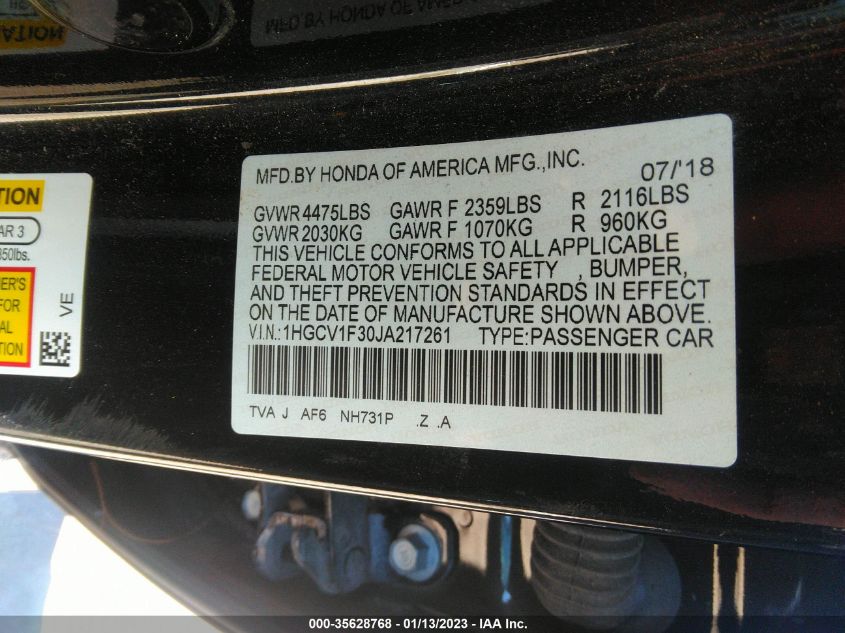 TION
AR 3
850lbs.
ER'S
FOR
VE
MFD.BY HONDA OF AMERICA MFG.,INC. 07/'18
GVWR 4475LBS GAWR F 2359LBS R 2116LBS
GVWR 2030KG GAWR F 1070KG R 960KG
THIS VEHICLE CONFORMS TO ALL APPLICABLE
FEDERAL MOTOR VEHICLE SAFETY , BUMPER,
AND THEFT PREVENTION STANDARDS IN EFFECT
ON THE DATE OF MANUFACTURE SHOWN ABOVE.
V.I.N.:1HGCV1F30JA217261 TYPE:PASSENGER CAR
TVA J AF6 NH731P .Z .A
000-35628768 - 01/13/2023 - IAA Inc.